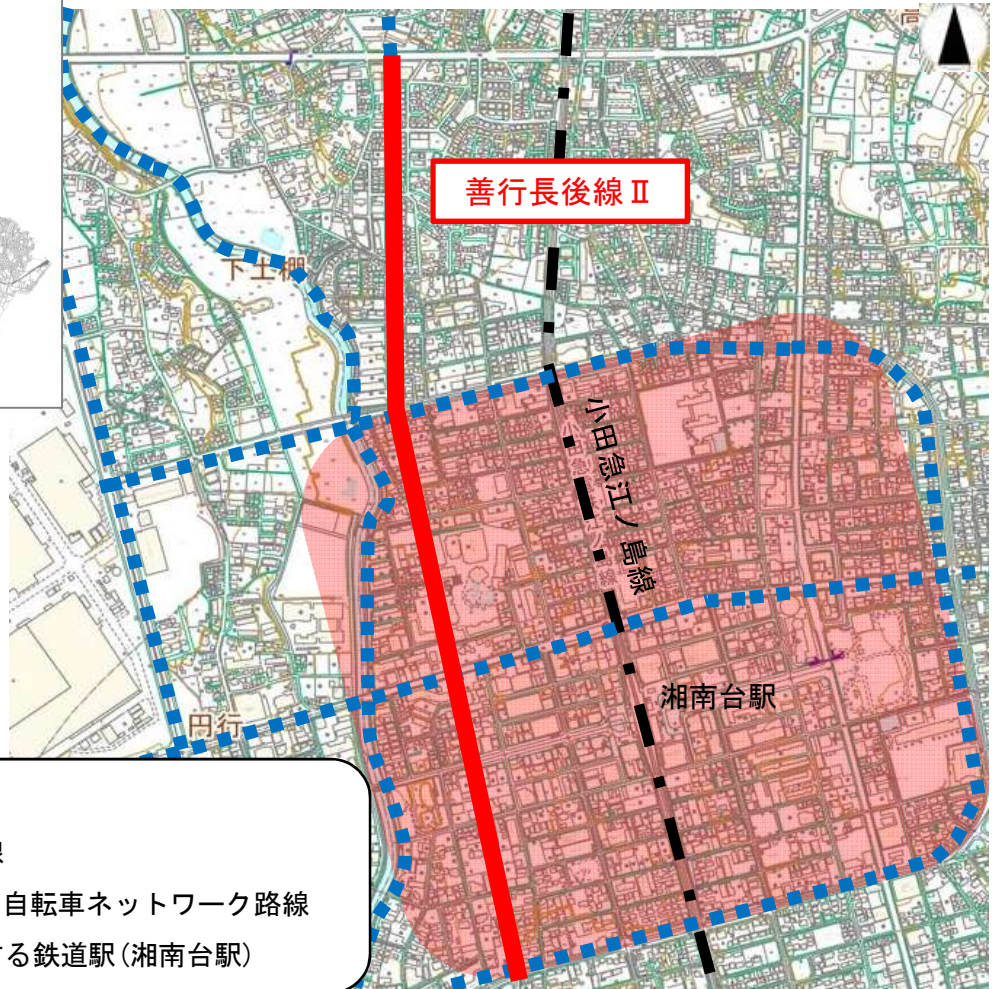 善行長後線Ⅱ
下土棚
小田急江ノ島線
湘南台駅
円行
線
自転車ネットワーク路線
る鉄道駅(湘南台駅)